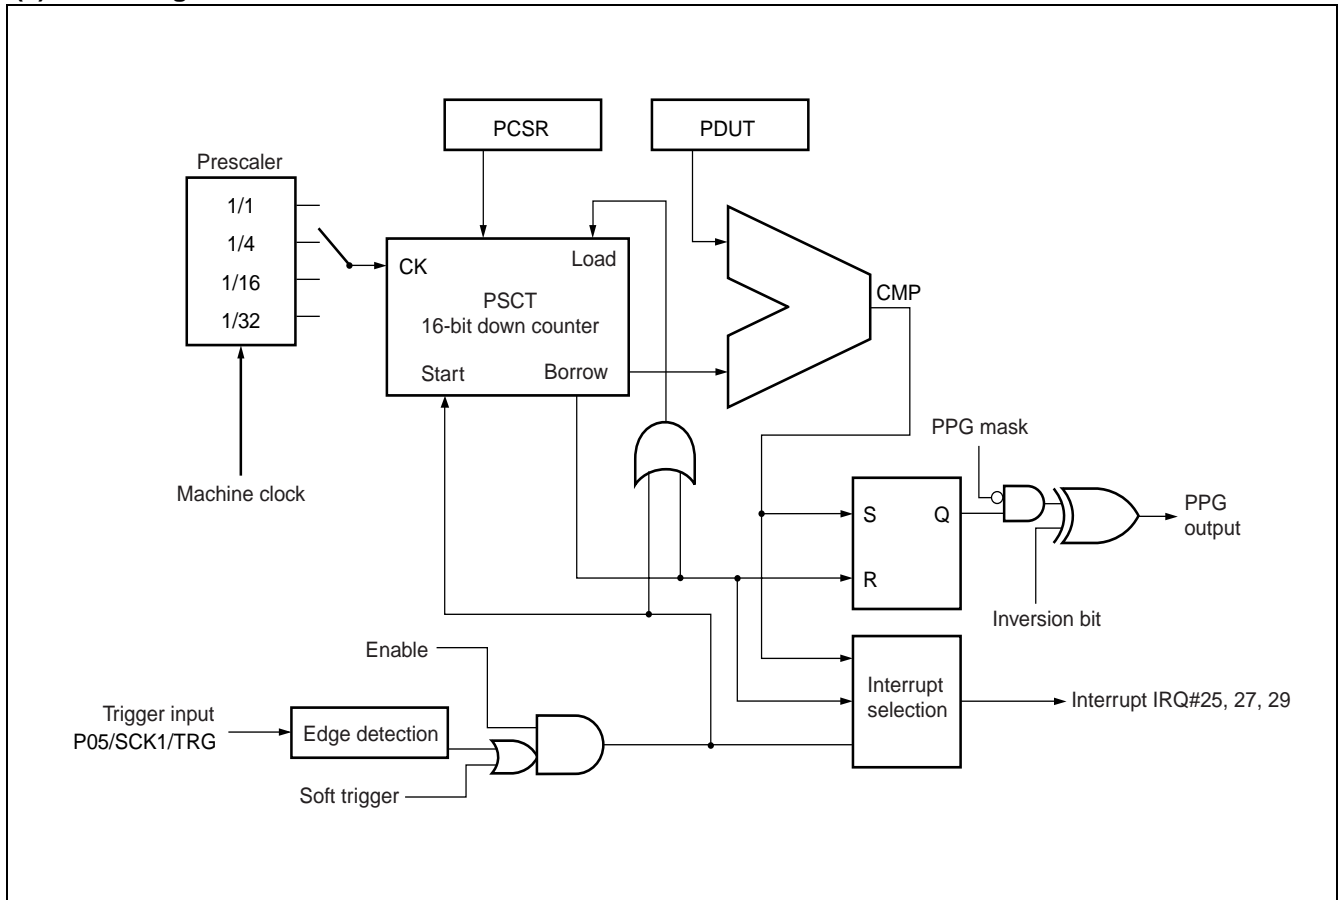 PCSR
PDUT
Prescaler
1/1
1/4
1/16
1/32
CK
Load
PSCT
16-bit down counter
Start
Borrow
CMP
Machine clock
PPG mask
S
Q
R
PPG
output
Inversion bit
Enable
Interrupt
selection
Interrupt IRQ#25, 27, 29
Trigger input
P05/SCK1/TRG
Edge detection
Soft trigger